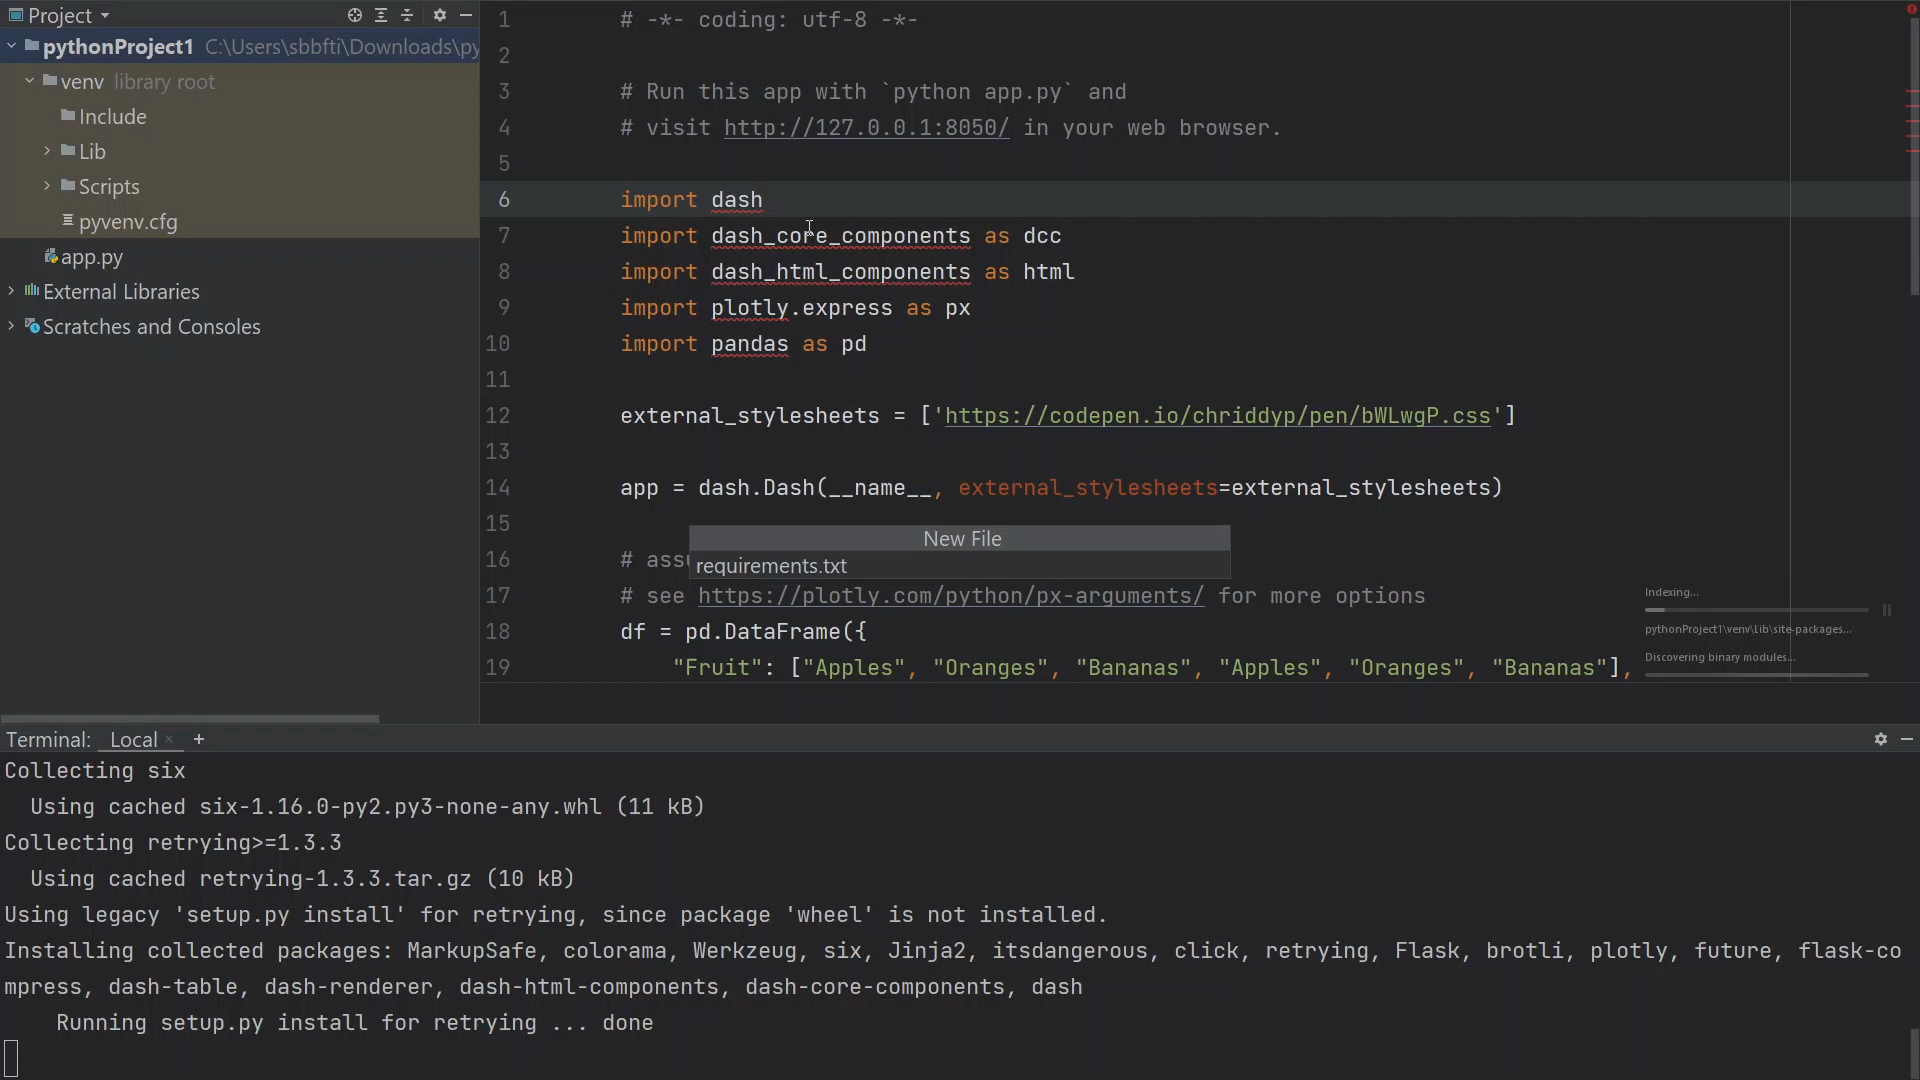 Project
pythonProject1 C:\Users\sbbfti\Downloads\py
venv library root
Include
Lib
Scripts
pyvenv.cfg
app.py
External Libraries
Scratches and Consoles
1 # -*- coding: utf-8 -*-
2
3 # Run this app with `python app.py` and
4 # visit http://127.0.0.1:8050/ in your web browser.
5
6 import dash
7 import dash_core_components as dcc
8 import dash_html_components as html
9 import plotly.express as px
10 import pandas as pd
11
12 external_stylesheets = ['https://codepen.io/chriddyp/pen/bWLwgP.css']
13
14 app = dash.Dash(__name__, external_stylesheets=external_stylesheets)
15
New File
16 # ass
requirements.txt
17 # see https://plotly.com/python/px-arguments/ for more options
18 df = pd.DataFrame({
19 "Fruit": ["Apples", "Oranges", "Bananas", "Apples", "Oranges", "Bananas"],
Indexing...
pythonProject1\venv\Lib\site-packages...
Discovering binary modules...
Terminal: Local × +
Collecting six
Using cached six-1.16.0-py2.py3-none-any.whl (11 kB)
Collecting retrying>=1.3.3
Using cached retrying-1.3.3.tar.gz (10 kB)
Using legacy 'setup.py install' for retrying, since package 'wheel' is not installed.
Installing collected packages: MarkupSafe, colorama, Werkzeug, six, Jinja2, itsdangerous, click, retrying, Flask, brotli, plotly, future, flask-co
mpress, dash-table, dash-renderer, dash-html-components, dash-core-components, dash
Running setup.py install for retrying ... done